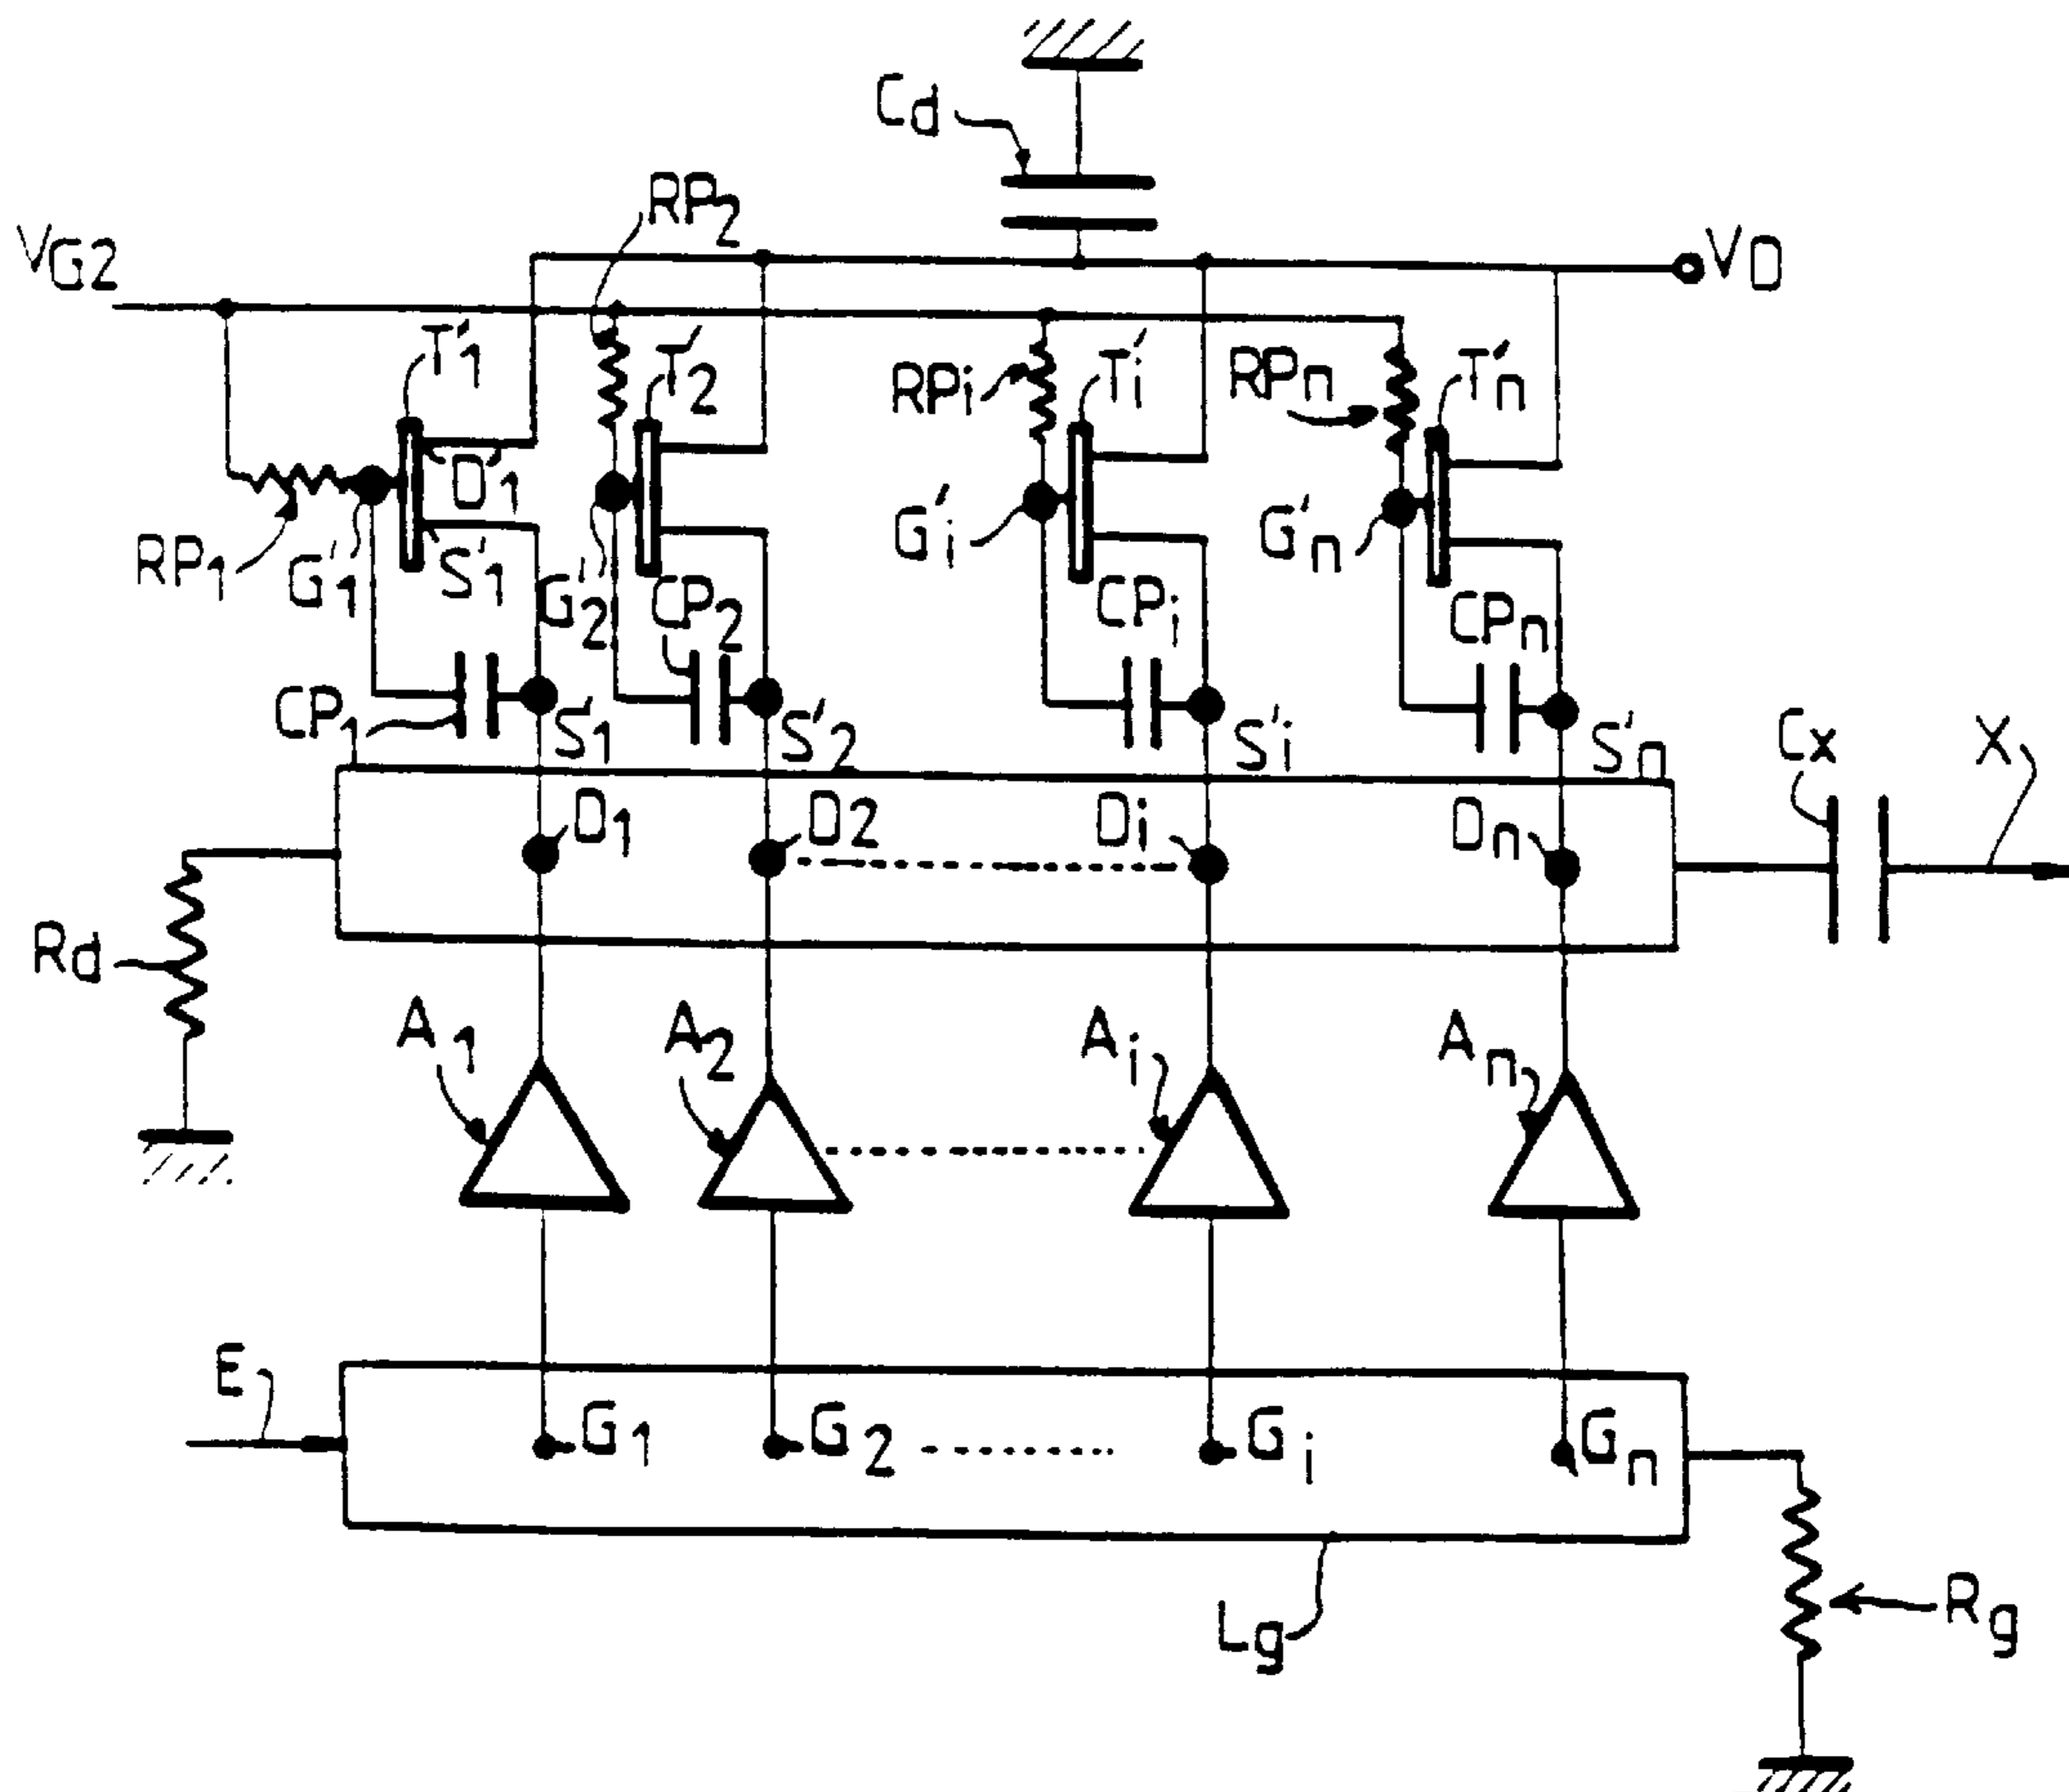 Cd
RP2
VG2
VD
T'1
T'2
RPi
T'i
RPn
T'n
D'1
RP1
G'1
S'1
G'2
CP2
G'i
CPi
G'n
CPn
CP1
S'1
S'2
S'i
S'n
Cx
X
D1
D2
Di
Dn
Rd
A1
A2
Ai
An
E
G1
G2
Gi
Gn
Lg
Rg